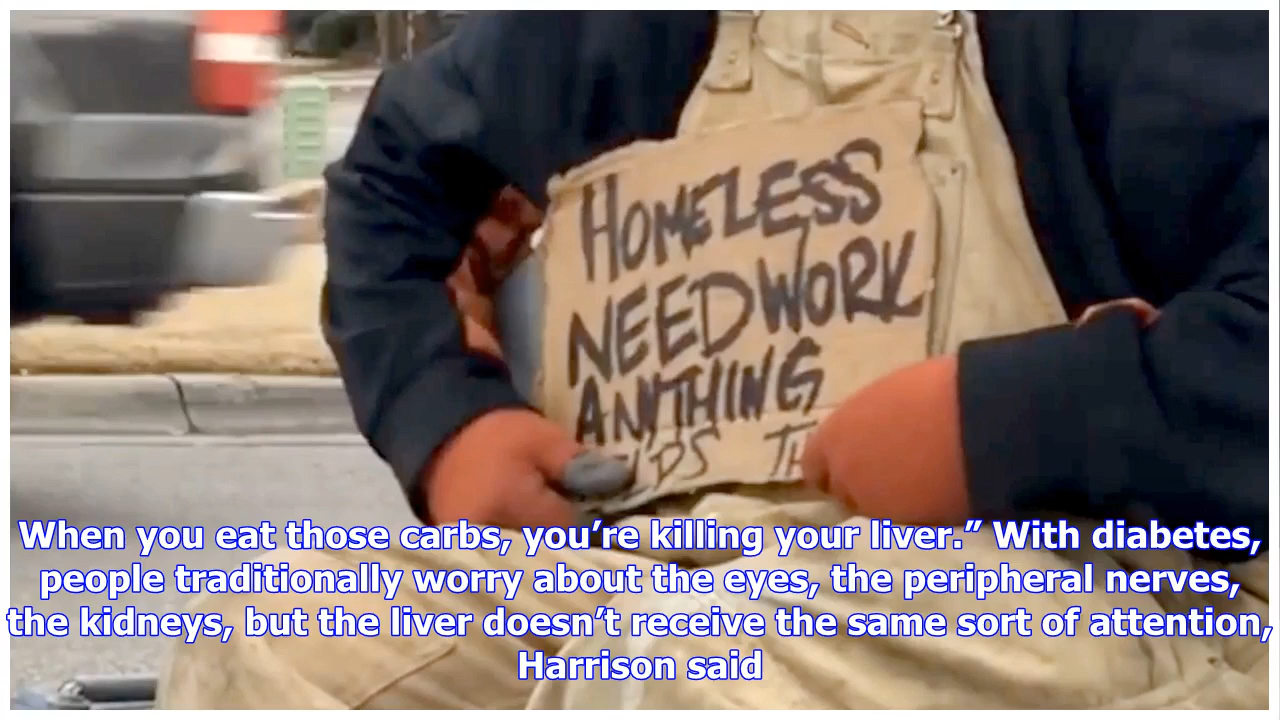 HOMELESS
NEED WORK
ANYTHING
When you eat those carbs, you’re killing your liver.” With diabetes,
people traditionally worry about the eyes, the peripheral nerves,
the kidneys, but the liver doesn’t receive the same sort of attention,
Harrison said